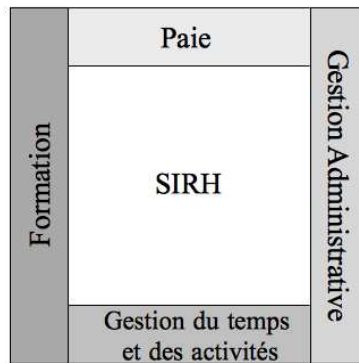 Paie
Formation
SIRH
Gestion Administrative
Gestion du temps
et des activités